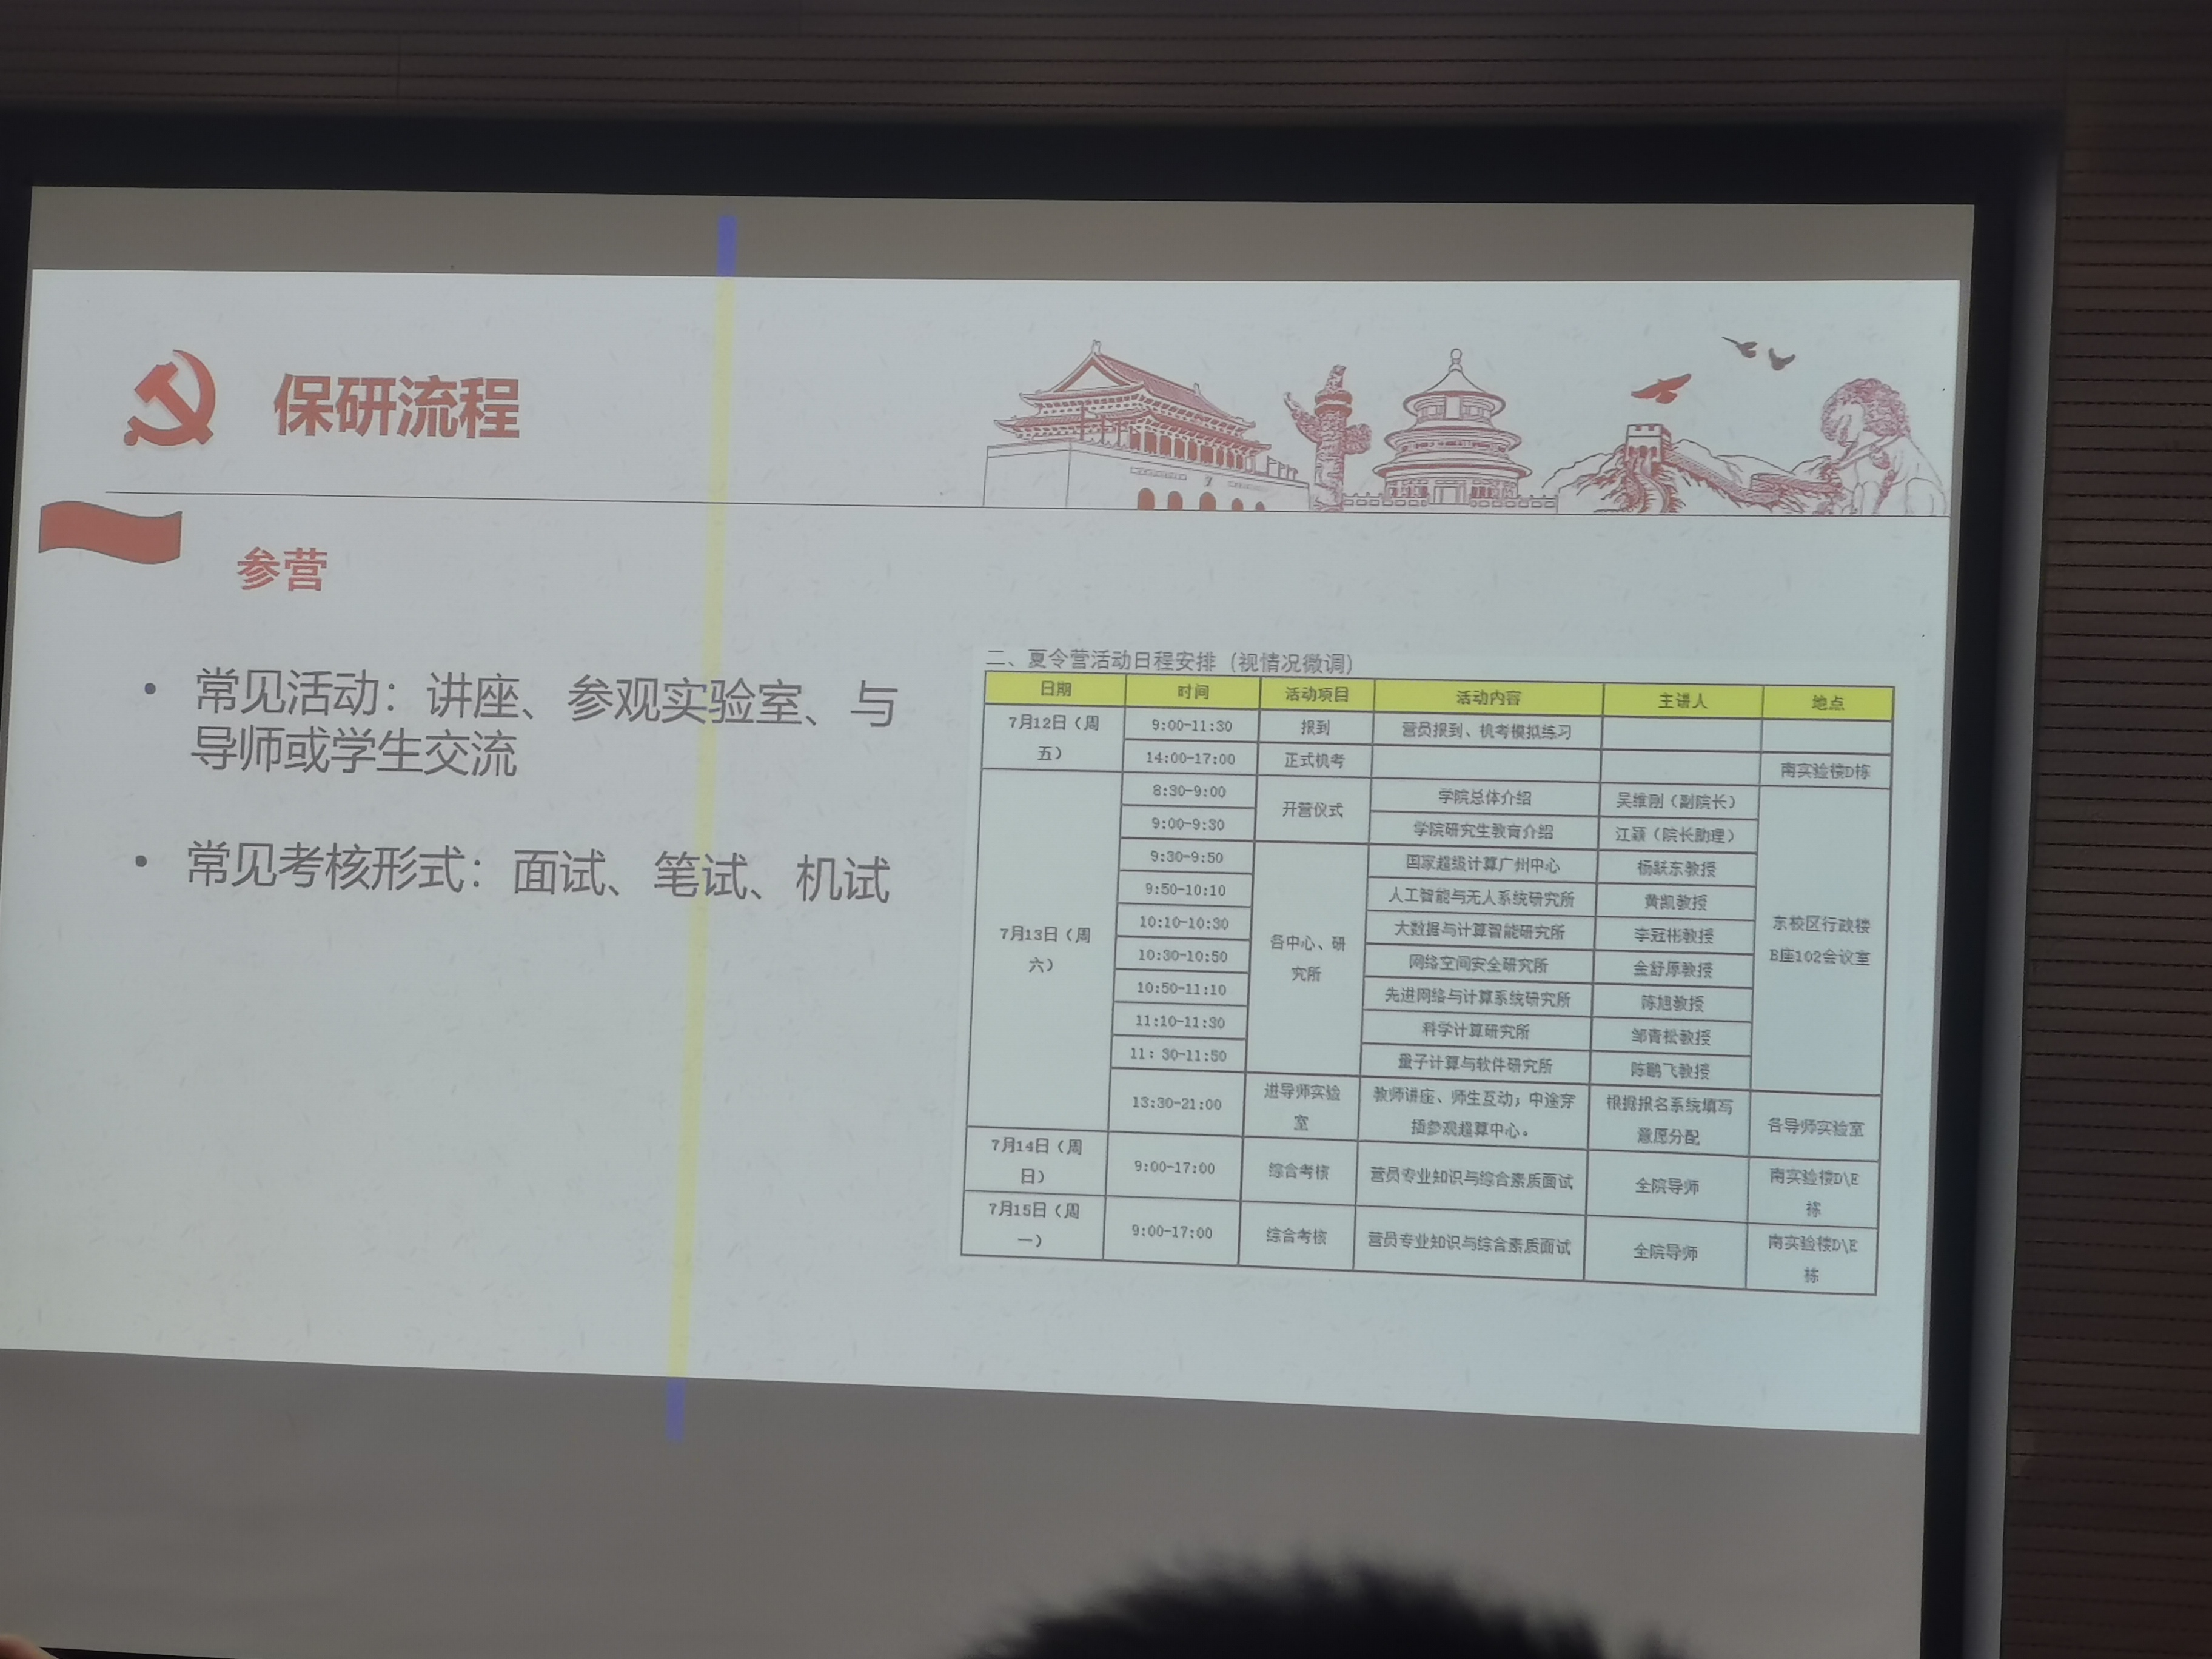 保研流程
参营
• 常见活动：讲座、参观实验室、与
导师或学生交流
• 常见考核形式：面试、笔试、机试
二、夏令营活动日程安排（视情况微调）
日期 时间 活动项目 活动内容 主讲人 地点
7月12日（周五） 9:00-11:30 报到 营员报到、机考模拟练习
14:00-17:00 正式机考 南实验楼D栋
7月13日（周六） 8:30-9:00 开营仪式 学院总体介绍 吴维刚（副院长） 东校区行政楼B座102会议室
9:00-9:30 学院研究生教育介绍 江颖（院长助理）
9:30-9:50 各中心、研究所 国家超级计算广州中心 杨跃东教授
9:50-10:10 人工智能与无人系统研究所 黄凯教授
10:10-10:30 大数据与计算智能研究所 李冠彬教授
10:30-10:50 网络空间安全研究所 金舒原教授
10:50-11:10 先进网络与计算系统研究所 陈旭教授
11:10-11:30 科学计算研究所 邹青松教授
11：30-11:50 量子计算与软件研究所 陈鹏飞教授
13:30-21:00 进导师实验室 教师讲座、师生互动；中途穿插参观超算中心。 根据报名系统填写意愿分配 各导师实验室
7月14日（周日） 9:00-17:00 综合考核 营员专业知识与综合素质面试 全院导师 南实验楼D\E栋
7月15日（周一） 9:00-17:00 综合考核 营员专业知识与综合素质面试 全院导师 南实验楼D\E栋